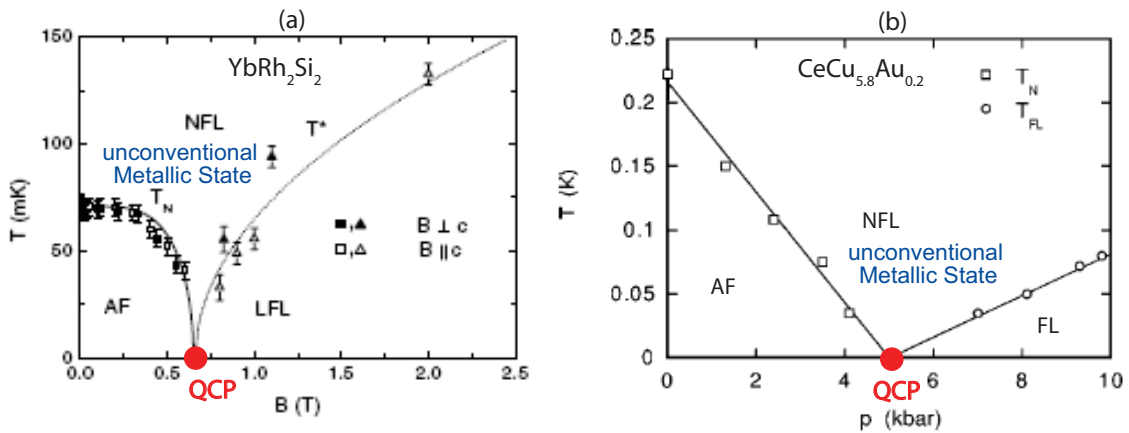 (a)
YbRh2Si2
NFL
unconventional
Metallic State
T*
TN
AF
LFL
B ⊥ c
B || c
T (mK)
150
100
50
0
0.0 0.5 1.0 1.5 2.0 2.5
QCP
B (T)
(b)
CeCu5.8Au0.2
TN
TFL
NFL
unconventional
Metallic State
AF
FL
T (K)
0.25
0.2
0.15
0.1
0.05
0
0 2 4 6 8 10
QCP
p (kbar)